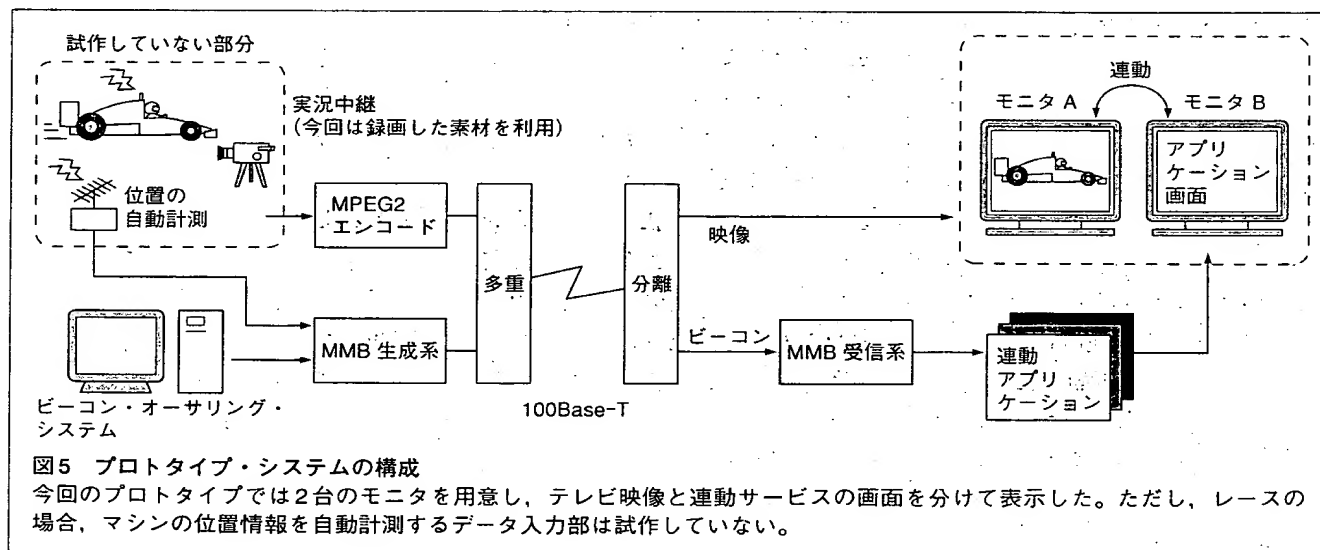 試作していない部分
実況中継
(今回は録画した素材を利用)
位置の
自動計測
MPEG2
エンコード
多重
分離
映像
連動
モニタ A
モニタ B
アプリ
ケーション
画面
ビーコン・オーサリング・
システム
MMB 生成系
100Base-T
ビーコン
MMB 受信系
連動
アプリ
ケーション
図5 プロトタイプ・システムの構成
今回のプロトタイプでは2台のモニタを用意し，テレビ映像と連動サービスの画面を分けて表示した。ただし，レースの
場合，マシンの位置情報を自動計測するデータ入力部は試作していない。